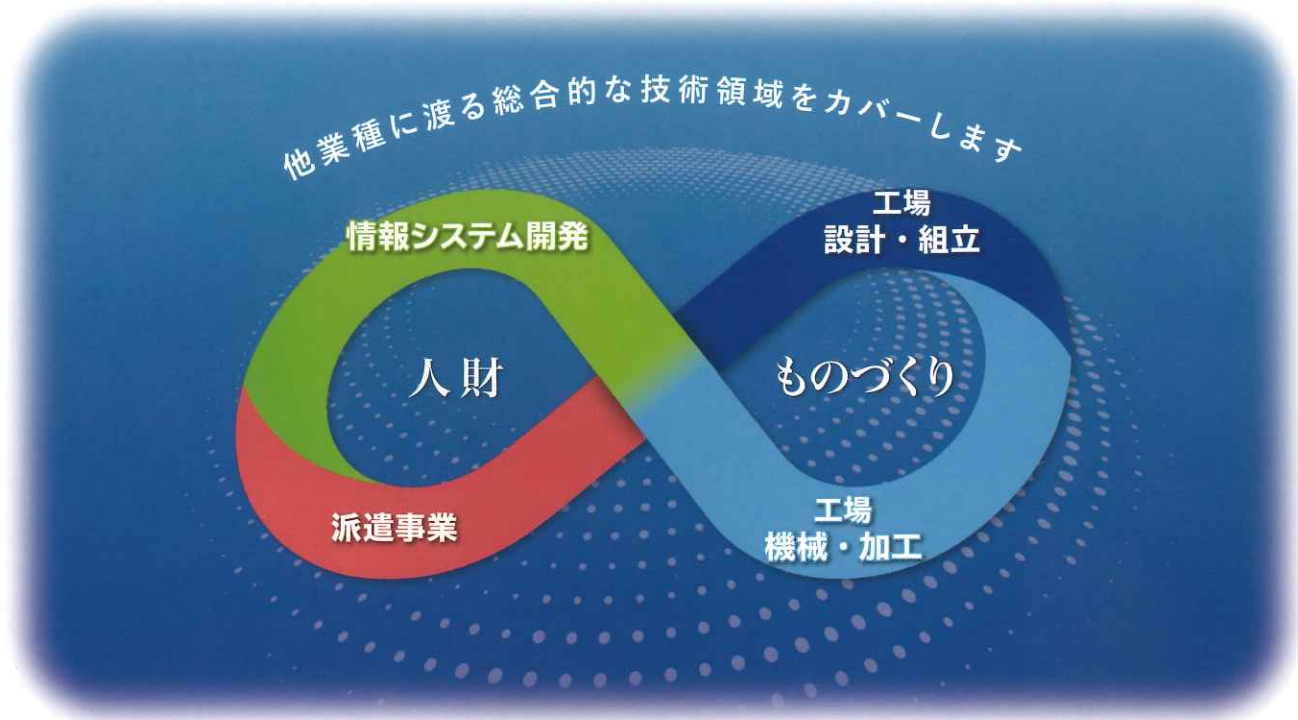 他業種に渡る総合的な技術領域をカバーします
情報システム開発
工場
設計・組立
人財
ものづくり
派遣事業
工場
機械・加工